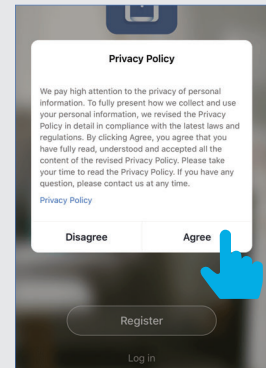 Privacy Policy
We pay high attention to the privacy of personal
information. To fully present how we collect and use
your personal information, we revised the Privacy
Policy in detail in compliance with the latest laws and
regulations. By clicking Agree, you agree that you
have fully read, understood and accepted all the
content of the revised Privacy Policy. Please take
your time to read the Privacy Policy. If you have any
question, please contact us at any time.
Privacy Policy
Disagree Agree
Register
Log in